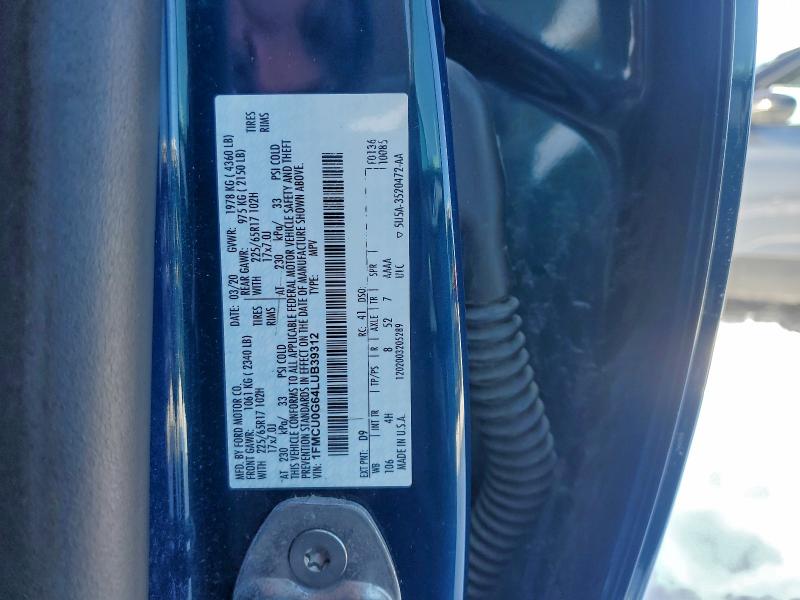 MFD. BY FORD MOTOR CO. DATE: 03/20 GVWR: 1978 KG ( 4360 LB)
FRONT GAWR: 1061 KG ( 2340 LB) REAR GAWR: 975 KG ( 2150 LB)
WITH 225/65R17 102H TIRES WITH 225/65R17 102H TIRES
17x7.0J RIMS 17x7.0J RIMS
AT 230 kPa/ 33 PSI COLD AT 230 kPa/ 33 PSI COLD
THIS VEHICLE CONFORMS TO ALL APPLICABLE FEDERAL MOTOR VEHICLE SAFETY AND THEFT
PREVENTION STANDARDS IN EFFECT ON THE DATE OF MANUFACTURE SHOWN ABOVE.
VIN: 1FMCU0G64LUB39312 TYPE: MPV
EXT PNT: D9 RC: 41 DSO: F0136
WB INT TR TP/PS R AXLE TR SPR 10085
106 4H 8 52 7 AAAA
UTC
MADE IN U.S.A. 1202003205289 ▽ 5U5A-3520472-AA